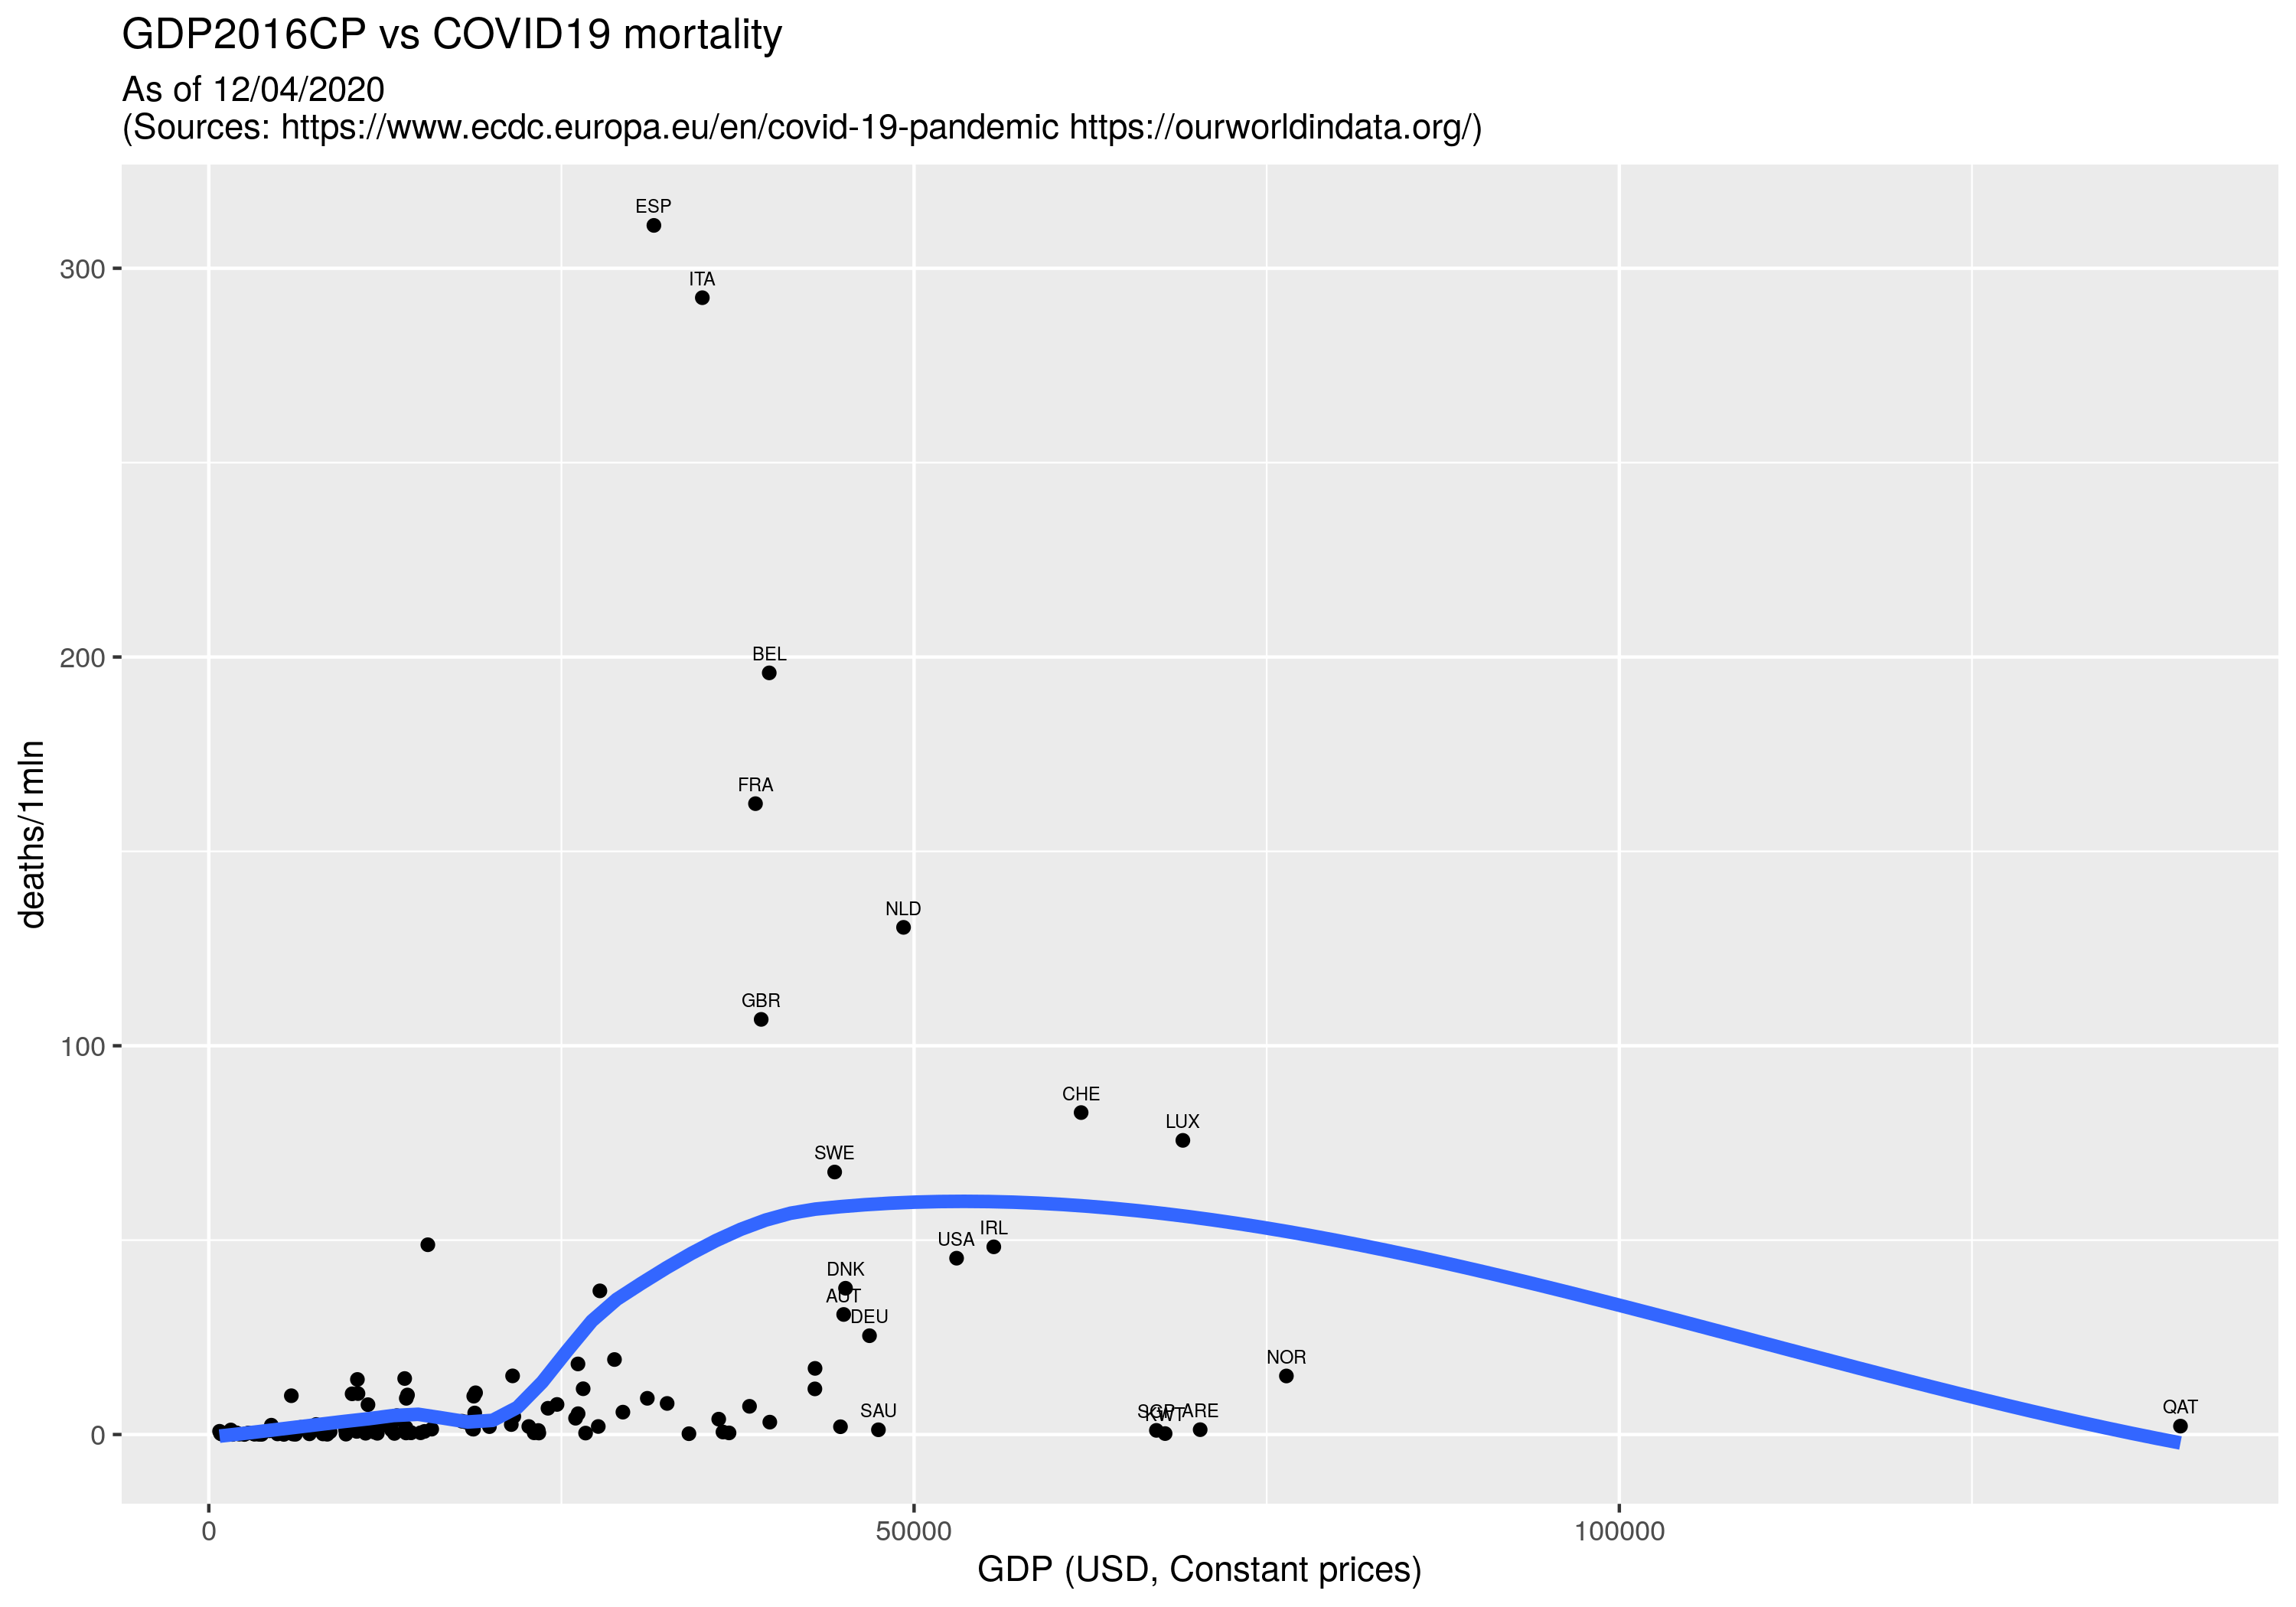 GDP2016CP vs COVID19 mortality
As of 12/04/2020
(Sources: https://www.ecdc.europa.eu/en/covid-19-pandemic https://ourworldindata.org/)
ESP
300
ITA
200
BEL
FRA
deaths/1mln
NLD
GBR
100
CHE
LUX
SWE
IRL
USA
DNK
AUT
DEU
NOR
SAU
SGP
KWT
ARE
QAT
0
0
50000
100000
GDP (USD, Constant prices)